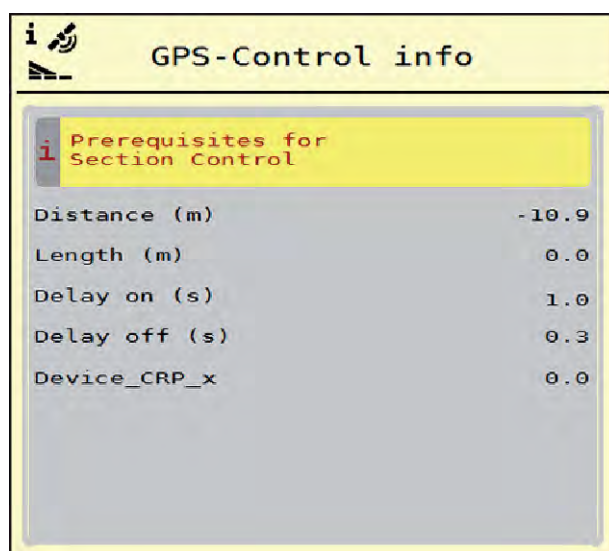 i
GPS-Control info
i Prerequisites for
Section Control
Distance (m) -10.9
Length (m) 0.0
Delay on (s) 1.0
Delay off (s) 0.3
Device_CRP_x 0.0